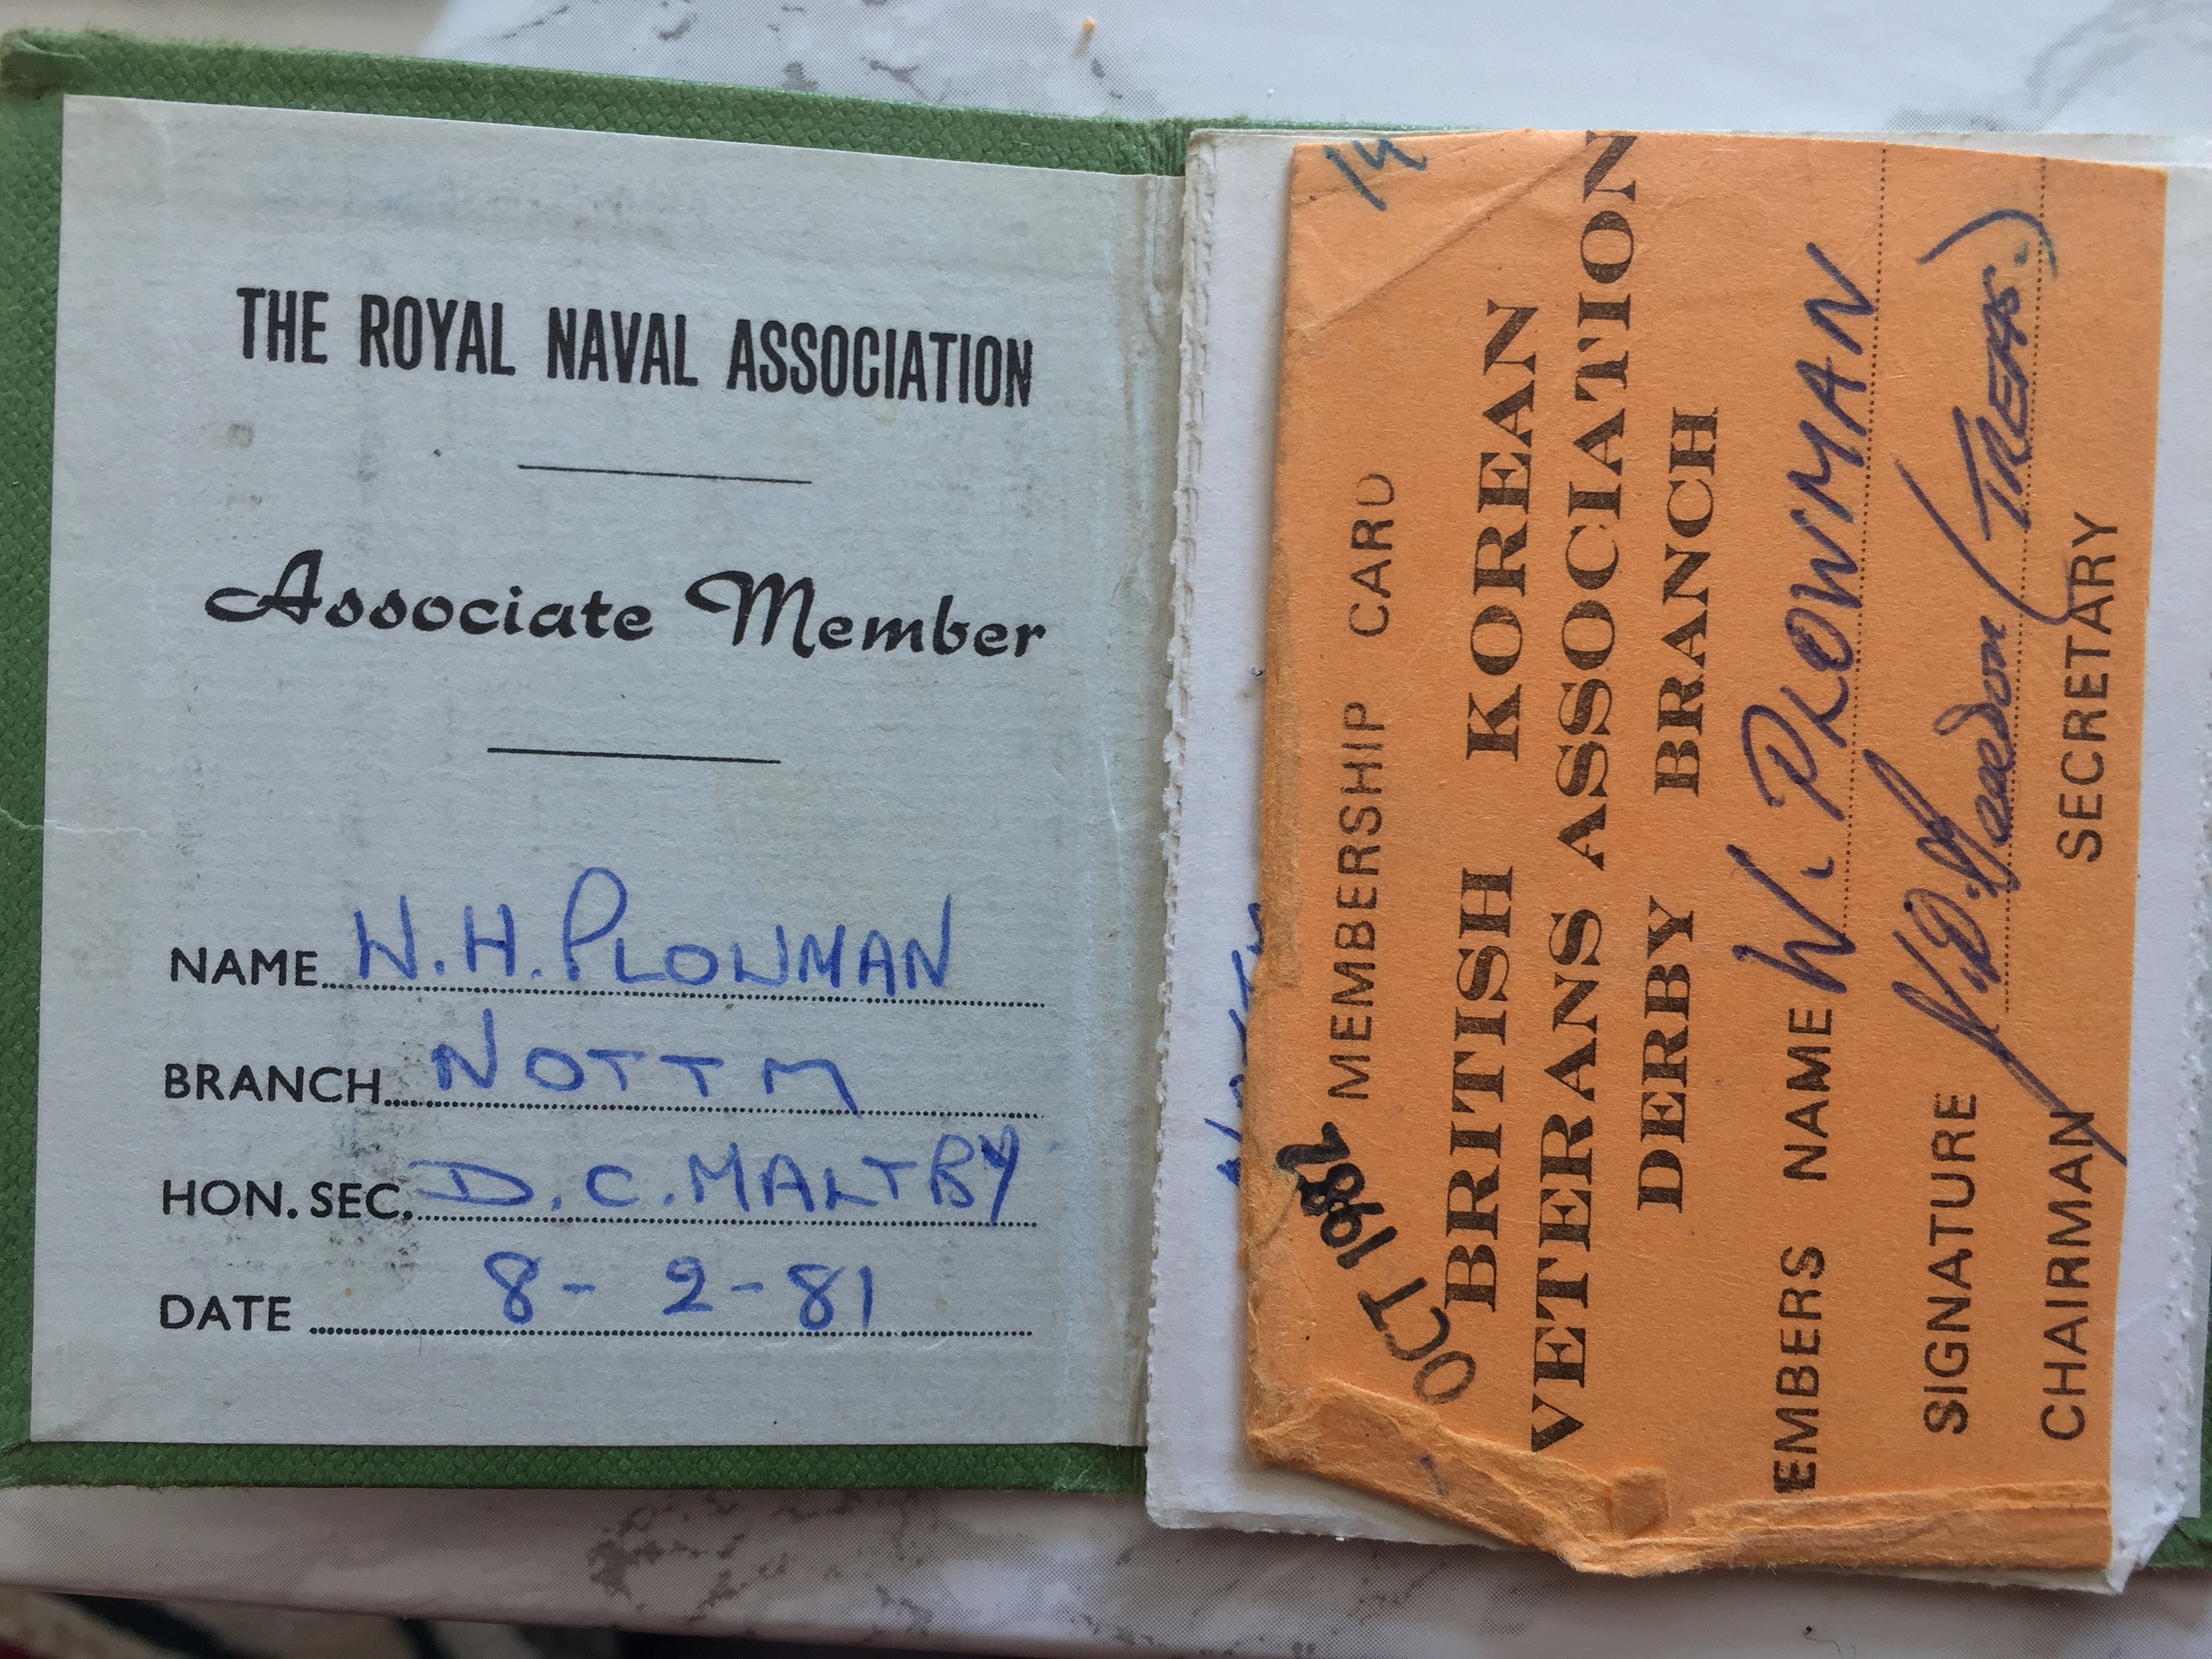 THE ROYAL NAVAL ASSOCIATION
Associate Member
NAME W. H. PLOWMAN
BRANCH NOTTM
HON. SEC. D. C. MALTBY
DATE 8 - 2 - 81
14
OCT 1982
MEMBERSHIP CARD
BRITISH KOREAN
VETERANS ASSOCIATION
DERBY BRANCH
EMBERS NAME W. PLOWMAN
SIGNATURE (TREAS.)
CHAIRMAN SECRETARY